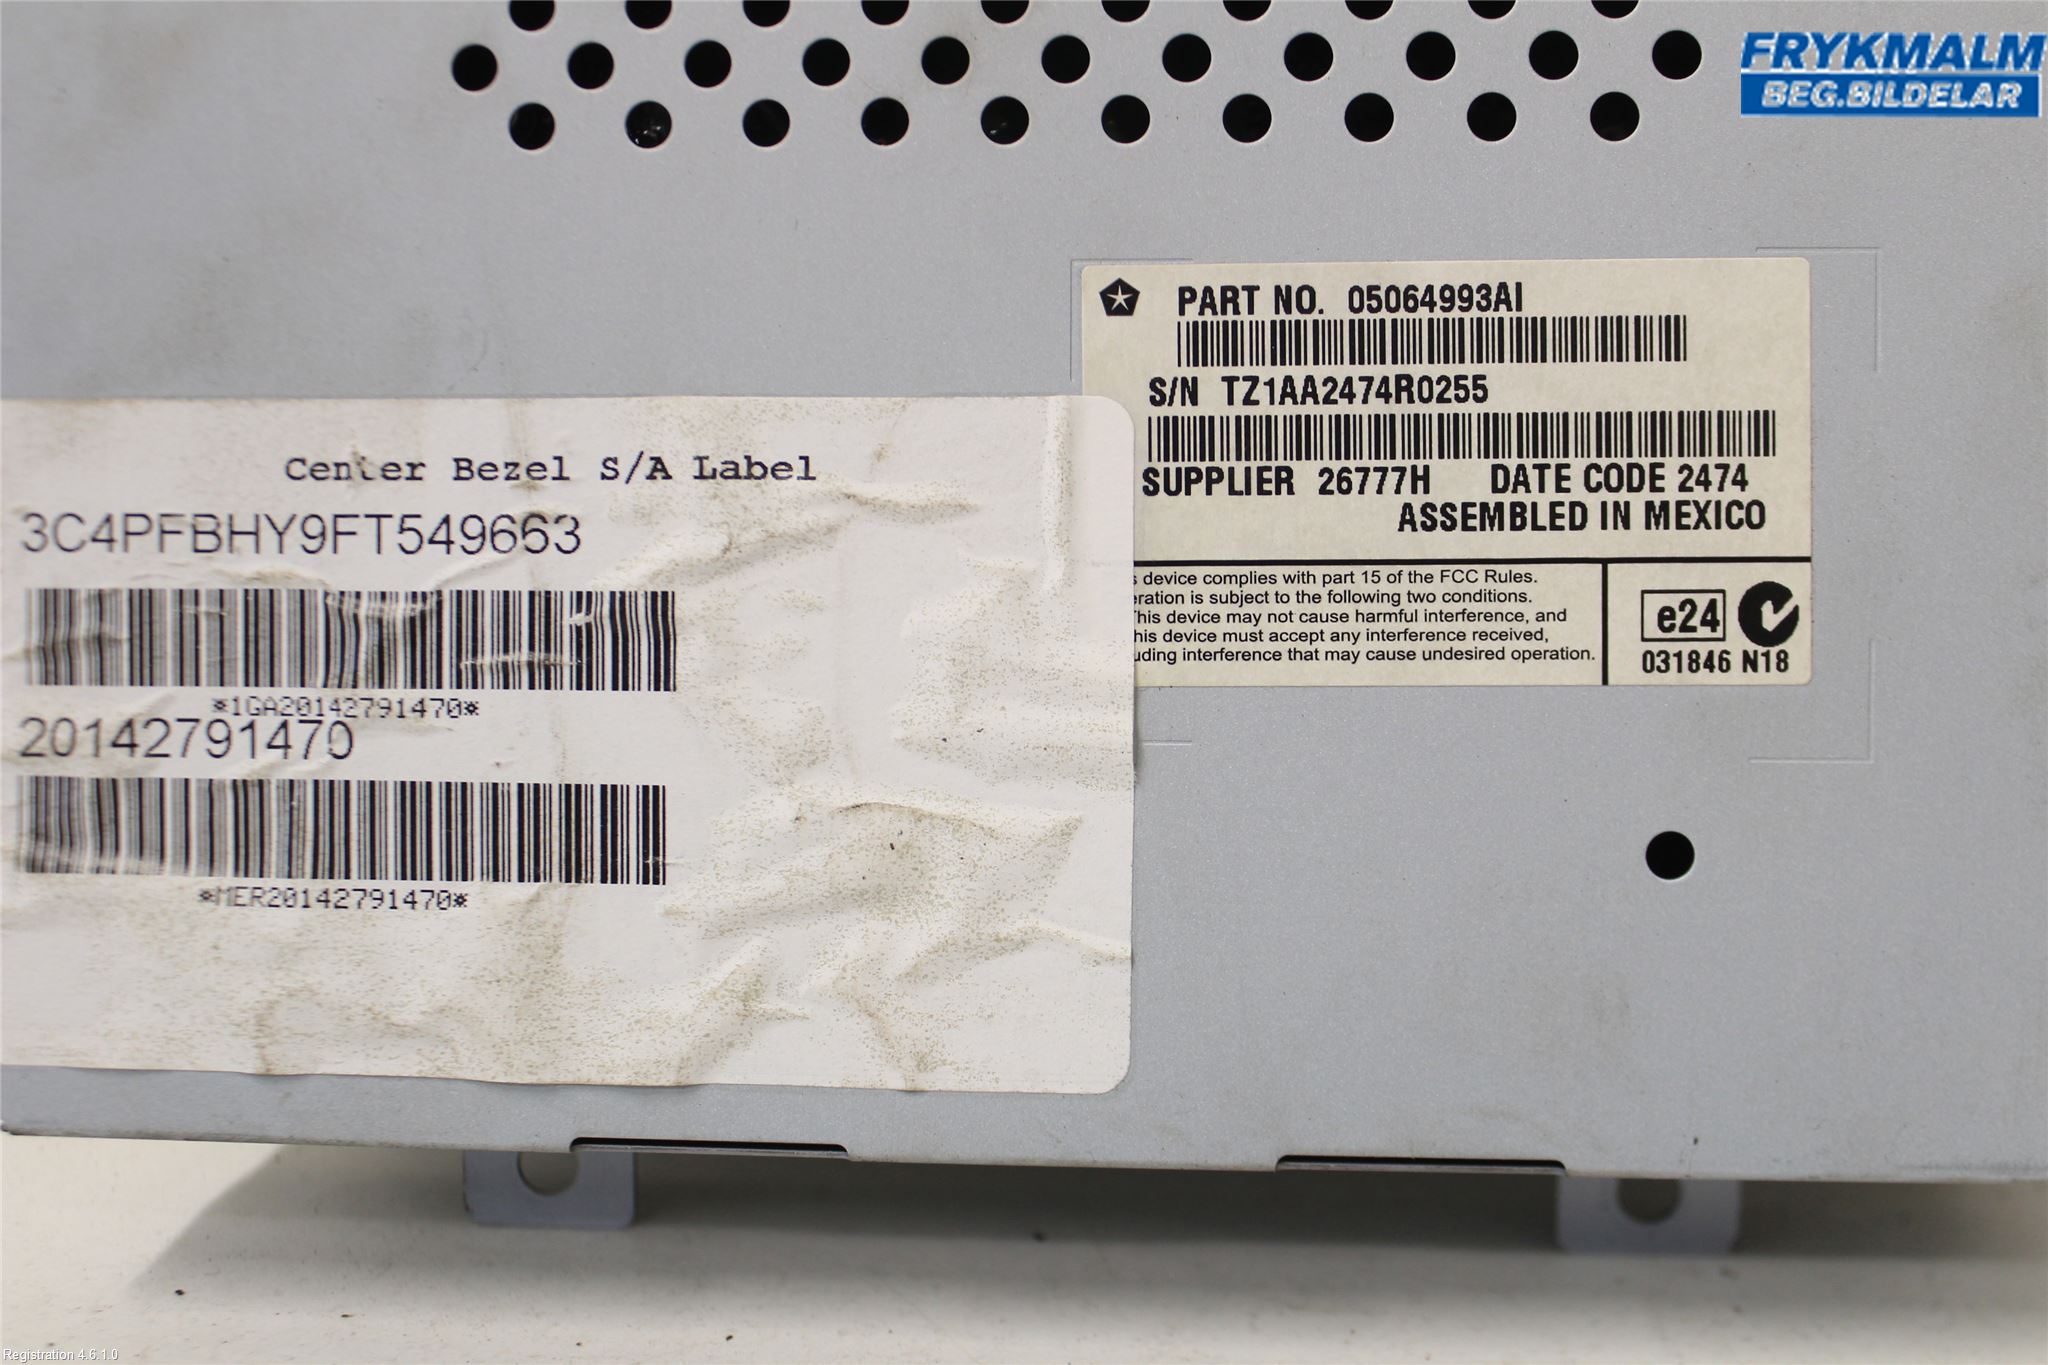 FRYKMALM
BEG.BILDELAR
PART NO. 05064993AI
S/N TZ1AA2474R0255
SUPPLIER 26777H DATE CODE 2474
ASSEMBLED IN MEXICO
device complies with part 15 of the FCC Rules.
is subject to the following two conditions.
This device may not cause harmful interference, and
this device must accept any interference received,
interference that may cause undesired operation.
e24
031846 N18
Center Bezel S/A Label
3C4PFBHY9FT549663
*1GA20142791470*
20142791470
*MER20142791470*
Registration 4.6.1.0